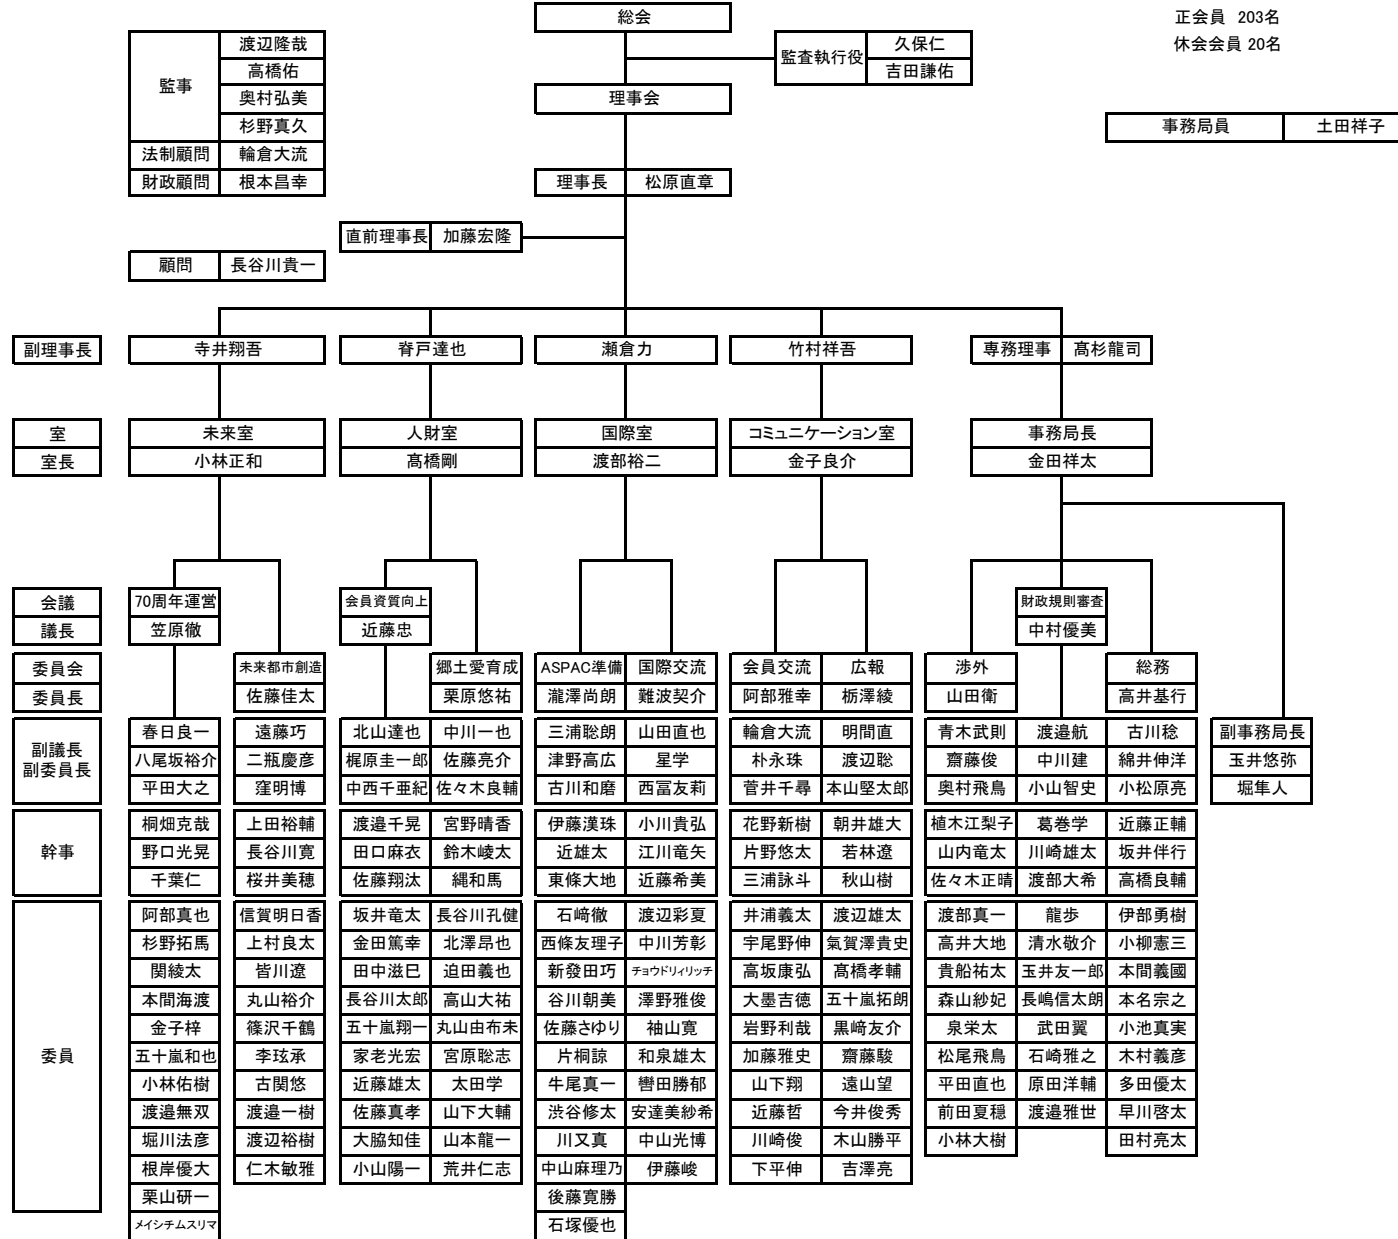 総会
正会員 203名
休会会員 20名
監事 渡辺隆哉
高橋佑
奥村弘美
杉野真久
法制顧問 輪倉大流
財政顧問 根本昌幸
監査執行役 久保仁
吉田謙佑
理事会
事務局員 土田祥子
理事長 松原直章
直前理事長 加藤宏隆
顧問 長谷川貴一
副理事長 寺井翔吾 脊戸達也 瀬倉力 竹村祥吾 専務理事 髙杉龍司
室 未来室 人財室 国際室 コミュニケーション室 事務局長
室長 小林正和 髙橋剛 渡部裕二 金子良介 金田祥太
会議 70周年運営 会員資質向上 財政規則審査
議長 笠原徹 近藤忠 中村優美
委員会 未来都市創造 郷土愛育成 ASPAC準備 国際交流 会員交流 広報 渉外 総務
委員長 佐藤佳太 栗原悠祐 瀧澤尚朗 難波契介 阿部雅幸 栃澤綾 山田衛 高井基行
副議長
副委員長
春日良一 遠藤巧 北山達也 中川一也 三浦聡朗 山田直也 輪倉大流 明間直 青木武則 渡邉航 古川稔 副事務局長
八尾坂裕介 二瓶慶彦 梶原圭一郎 佐藤亮介 津野高広 星学 朴永珠 渡辺聡 齋藤俊 中川建 綿井伸洋 玉井悠弥
平田大之 窪明博 中西千亜紀 佐々木良輔 古川和磨 西冨友莉 菅井千尋 本山堅太郎 奥村飛鳥 小山智史 小松原亮 堀隼人
幹事
桐畑克哉 上田裕輔 渡邉千晃 宮野晴香 伊藤漢珠 小川貴弘 花野新樹 朝井雄大 植木江梨子 葛巻学 近藤正輔
野口光晃 長谷川寛 田口麻衣 鈴木崚太 近雄太 江川竜矢 片野悠太 若林遼 山内竜太 川崎雄太 坂井伴行
千葉仁 桜井美穂 佐藤翔汰 縄和馬 東條大地 近藤希美 三浦詠斗 秋山樹 佐々木正晴 渡部大希 高橋良輔
委員
阿部真也 信賀明日香 坂井竜太 長谷川孔健 石﨑徹 渡辺彩夏 井浦義太 渡辺雄太 渡部真一 龍歩 伊部勇樹
杉野拓馬 上村良太 金田篤幸 北澤昂也 西條友理子 中川芳彰 宇尾野伸 氣賀澤貴史 高井大地 清水敬介 小柳憲三
関綾太 皆川遼 田中滋巳 迫田義也 新發田巧 チョウドリィリッチ 高坂康弘 髙橋孝輔 貴船祐太 玉井友一郎 本間義國
本間海渡 丸山裕介 長谷川太郎 高山大祐 谷川朝美 澤野雅俊 大墨吉徳 五十嵐拓朗 森山紗妃 長嶋信太朗 本名宗之
金子梓 篠沢千鶴 五十嵐翔一 丸山由布未 佐藤さゆり 袖山寛 岩野利哉 黒﨑友介 泉栄太 武田翼 小池真実
五十嵐和也 李玹承 家老光宏 宮原聡志 片桐諒 和泉雄太 加藤雅史 齋藤駿 松尾飛鳥 石崎雅之 木村義彦
小林佑樹 古関悠 近藤雄太 太田学 牛尾真一 轡田勝郁 山下翔 遠山望 平田直也 原田洋輔 多田優太
渡邉無双 渡邉一樹 佐藤真孝 山下大輔 渋谷修太 安達美紗希 近藤哲 今井俊秀 前田夏穏 渡邉雅世 早川啓太
堀川法彦 渡辺裕樹 大脇知佳 山本龍一 川又真 中山光博 川崎俊 木山勝平 小林大樹 田村亮太
根岸優大 仁木敏雅 小山陽一 荒井仁志 中山麻理乃 伊藤峻 下平伸 吉澤亮
栗山研一 後藤寛勝
メイシチムスリマ 石塚優也